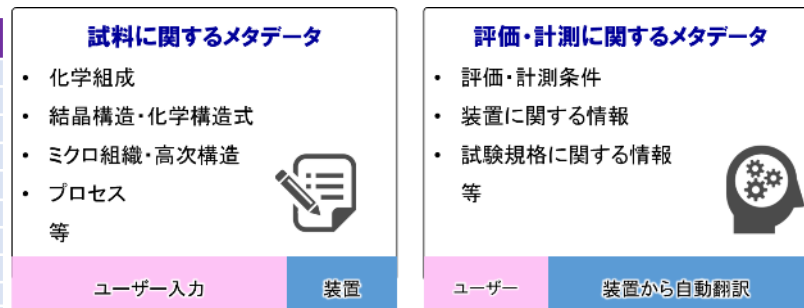 試料に関するメタデータ
・ 化学組成
・ 結晶構造・化学構造式
・ ミクロ組織・高次構造
・ プロセス
等
ユーザー入力
装置
評価・計測に関するメタデータ
・ 評価・計測条件
・ 装置に関する情報
・ 試験規格に関する情報
等
ユーザー
装置から自動翻訳